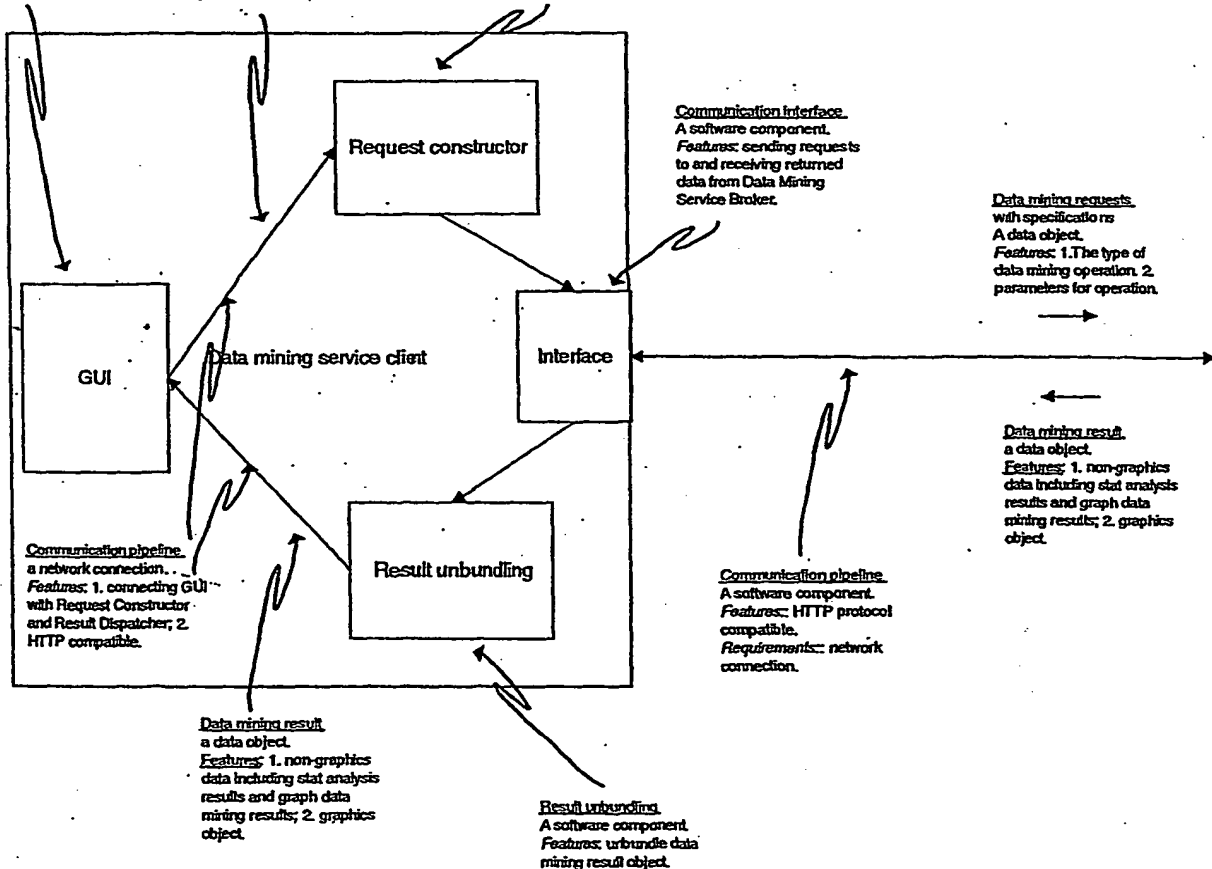 Request constructor
Communication Interface
A software component.
Features: sending requests
to and receiving returned
data from Data Mining
Service Broker.
Data mining requests
with specifications
A data object.
Features: 1.The type of
data mining operation. 2.
parameters for operation.
GUI
Data mining service client
Interface
Data mining result
a data object.
Features: 1. non-graphics
data including stat analysis
results and graph data
mining results; 2. graphics
object.
Communication pipeline
a network connection.
Features: 1. connecting GUI
with Request Constructor
and Result Dispatcher; 2.
HTTP compatible.
Result unbundling
Communication pipeline
A software component.
Features:: HTTP protocol
compatible.
Requirements:: network
connection.
Data mining result
a data object.
Features: 1. non-graphics
data including stat analysis
results and graph data
mining results; 2. graphics
object.
Result unbundling
A software component
Features: unbundle data
mining result object.